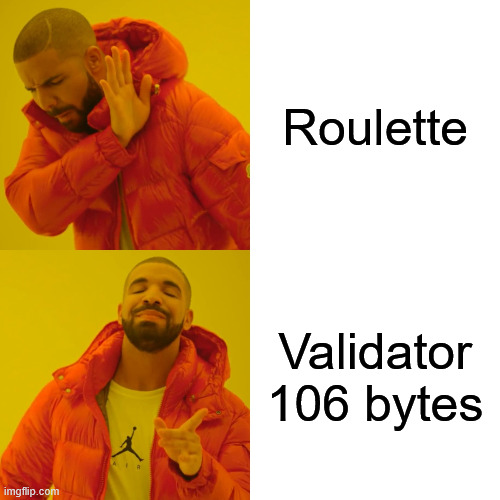 Roulette
Validator
106 bytes
imgflip.com